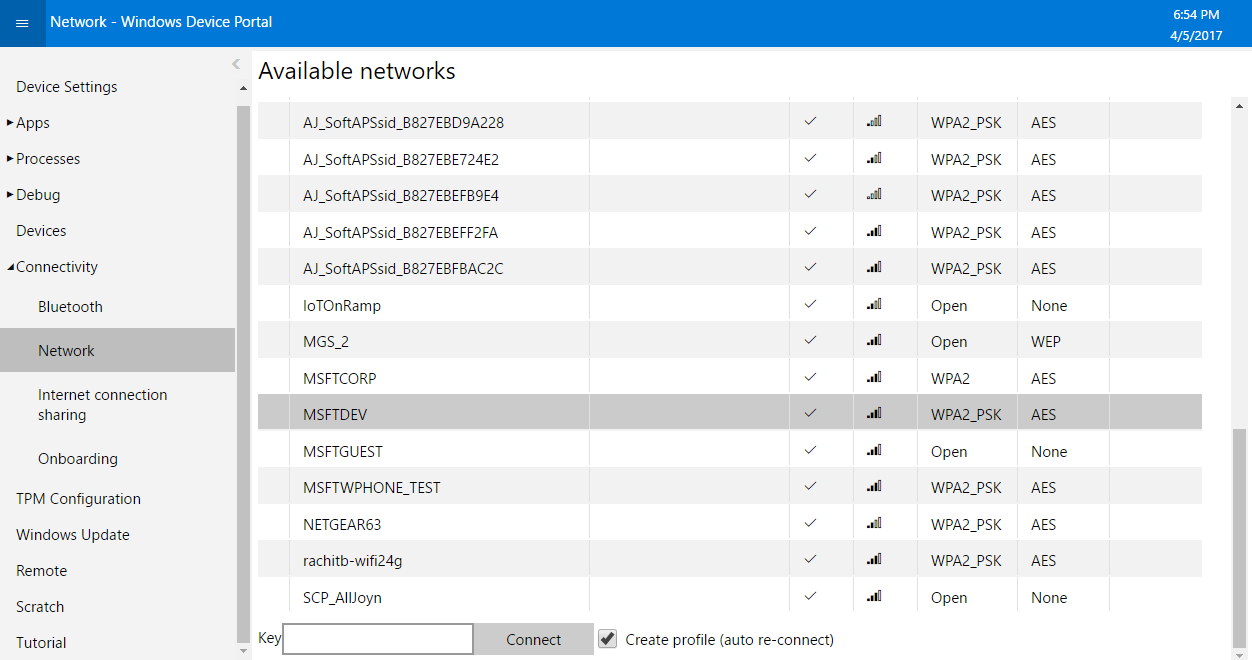 Network - Windows Device Portal
6:54 PM
4/5/2017
Device Settings
Apps
Processes
Debug
Devices
Connectivity
Bluetooth
Network
Internet connection
sharing
Onboarding
TPM Configuration
Windows Update
Remote
Scratch
Tutorial
Available networks
AJ_SoftAPSsid_B827EBD9A228 WPA2_PSK AES
AJ_SoftAPSsid_B827EBE724E2 WPA2_PSK AES
AJ_SoftAPSsid_B827EBEFB9E4 WPA2_PSK AES
AJ_SoftAPSsid_B827EBEFF2FA WPA2_PSK AES
AJ_SoftAPSsid_B827EBFBAC2C WPA2_PSK AES
IoTOnRamp Open None
MGS_2 Open WEP
MSFTCORP WPA2 AES
MSFTDEV WPA2_PSK AES
MSFTGUEST Open None
MSFTWPHONE_TEST WPA2_PSK AES
NETGEAR63 WPA2_PSK AES
rachitb-wifi24g WPA2_PSK AES
SCP_AllJoyn Open None
Key Connect Create profile (auto re-connect)